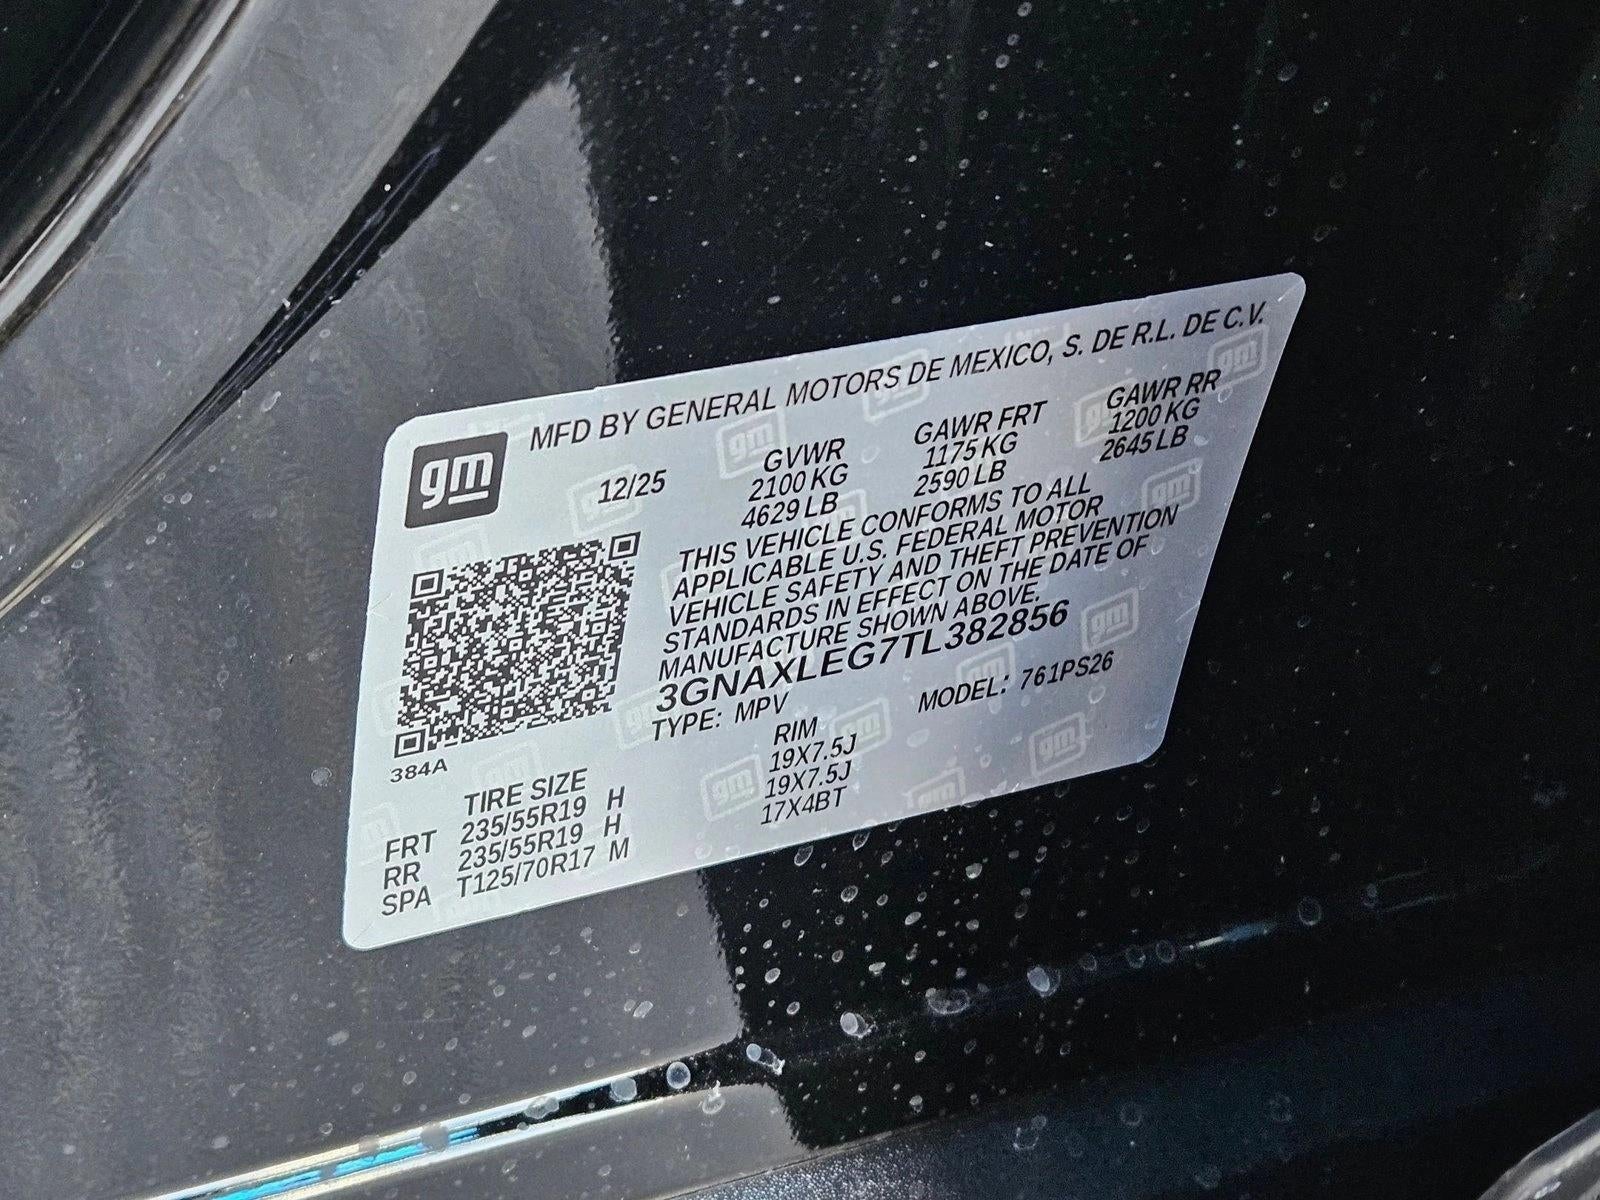 MFD BY GENERAL MOTORS DE MEXICO, S. DE R.L. DE C.V.
gm
12/25
GVWR GAWR FRT GAWR RR
2100 KG 1175 KG 1200 KG
4629 LB 2590 LB 2645 LB
THIS VEHICLE CONFORMS TO ALL
APPLICABLE U.S. FEDERAL MOTOR
VEHICLE SAFETY AND THEFT PREVENTION
STANDARDS IN EFFECT ON THE DATE OF
MANUFACTURE SHOWN ABOVE.
3GNAXLEG7TL382856
TYPE: MPV MODEL: 761PS26
384A
TIRE SIZE RIM
FRT 235/55R19 H 19X7.5J
RR 235/55R19 H 19X7.5J
SPA T125/70R17 M 17X4BT